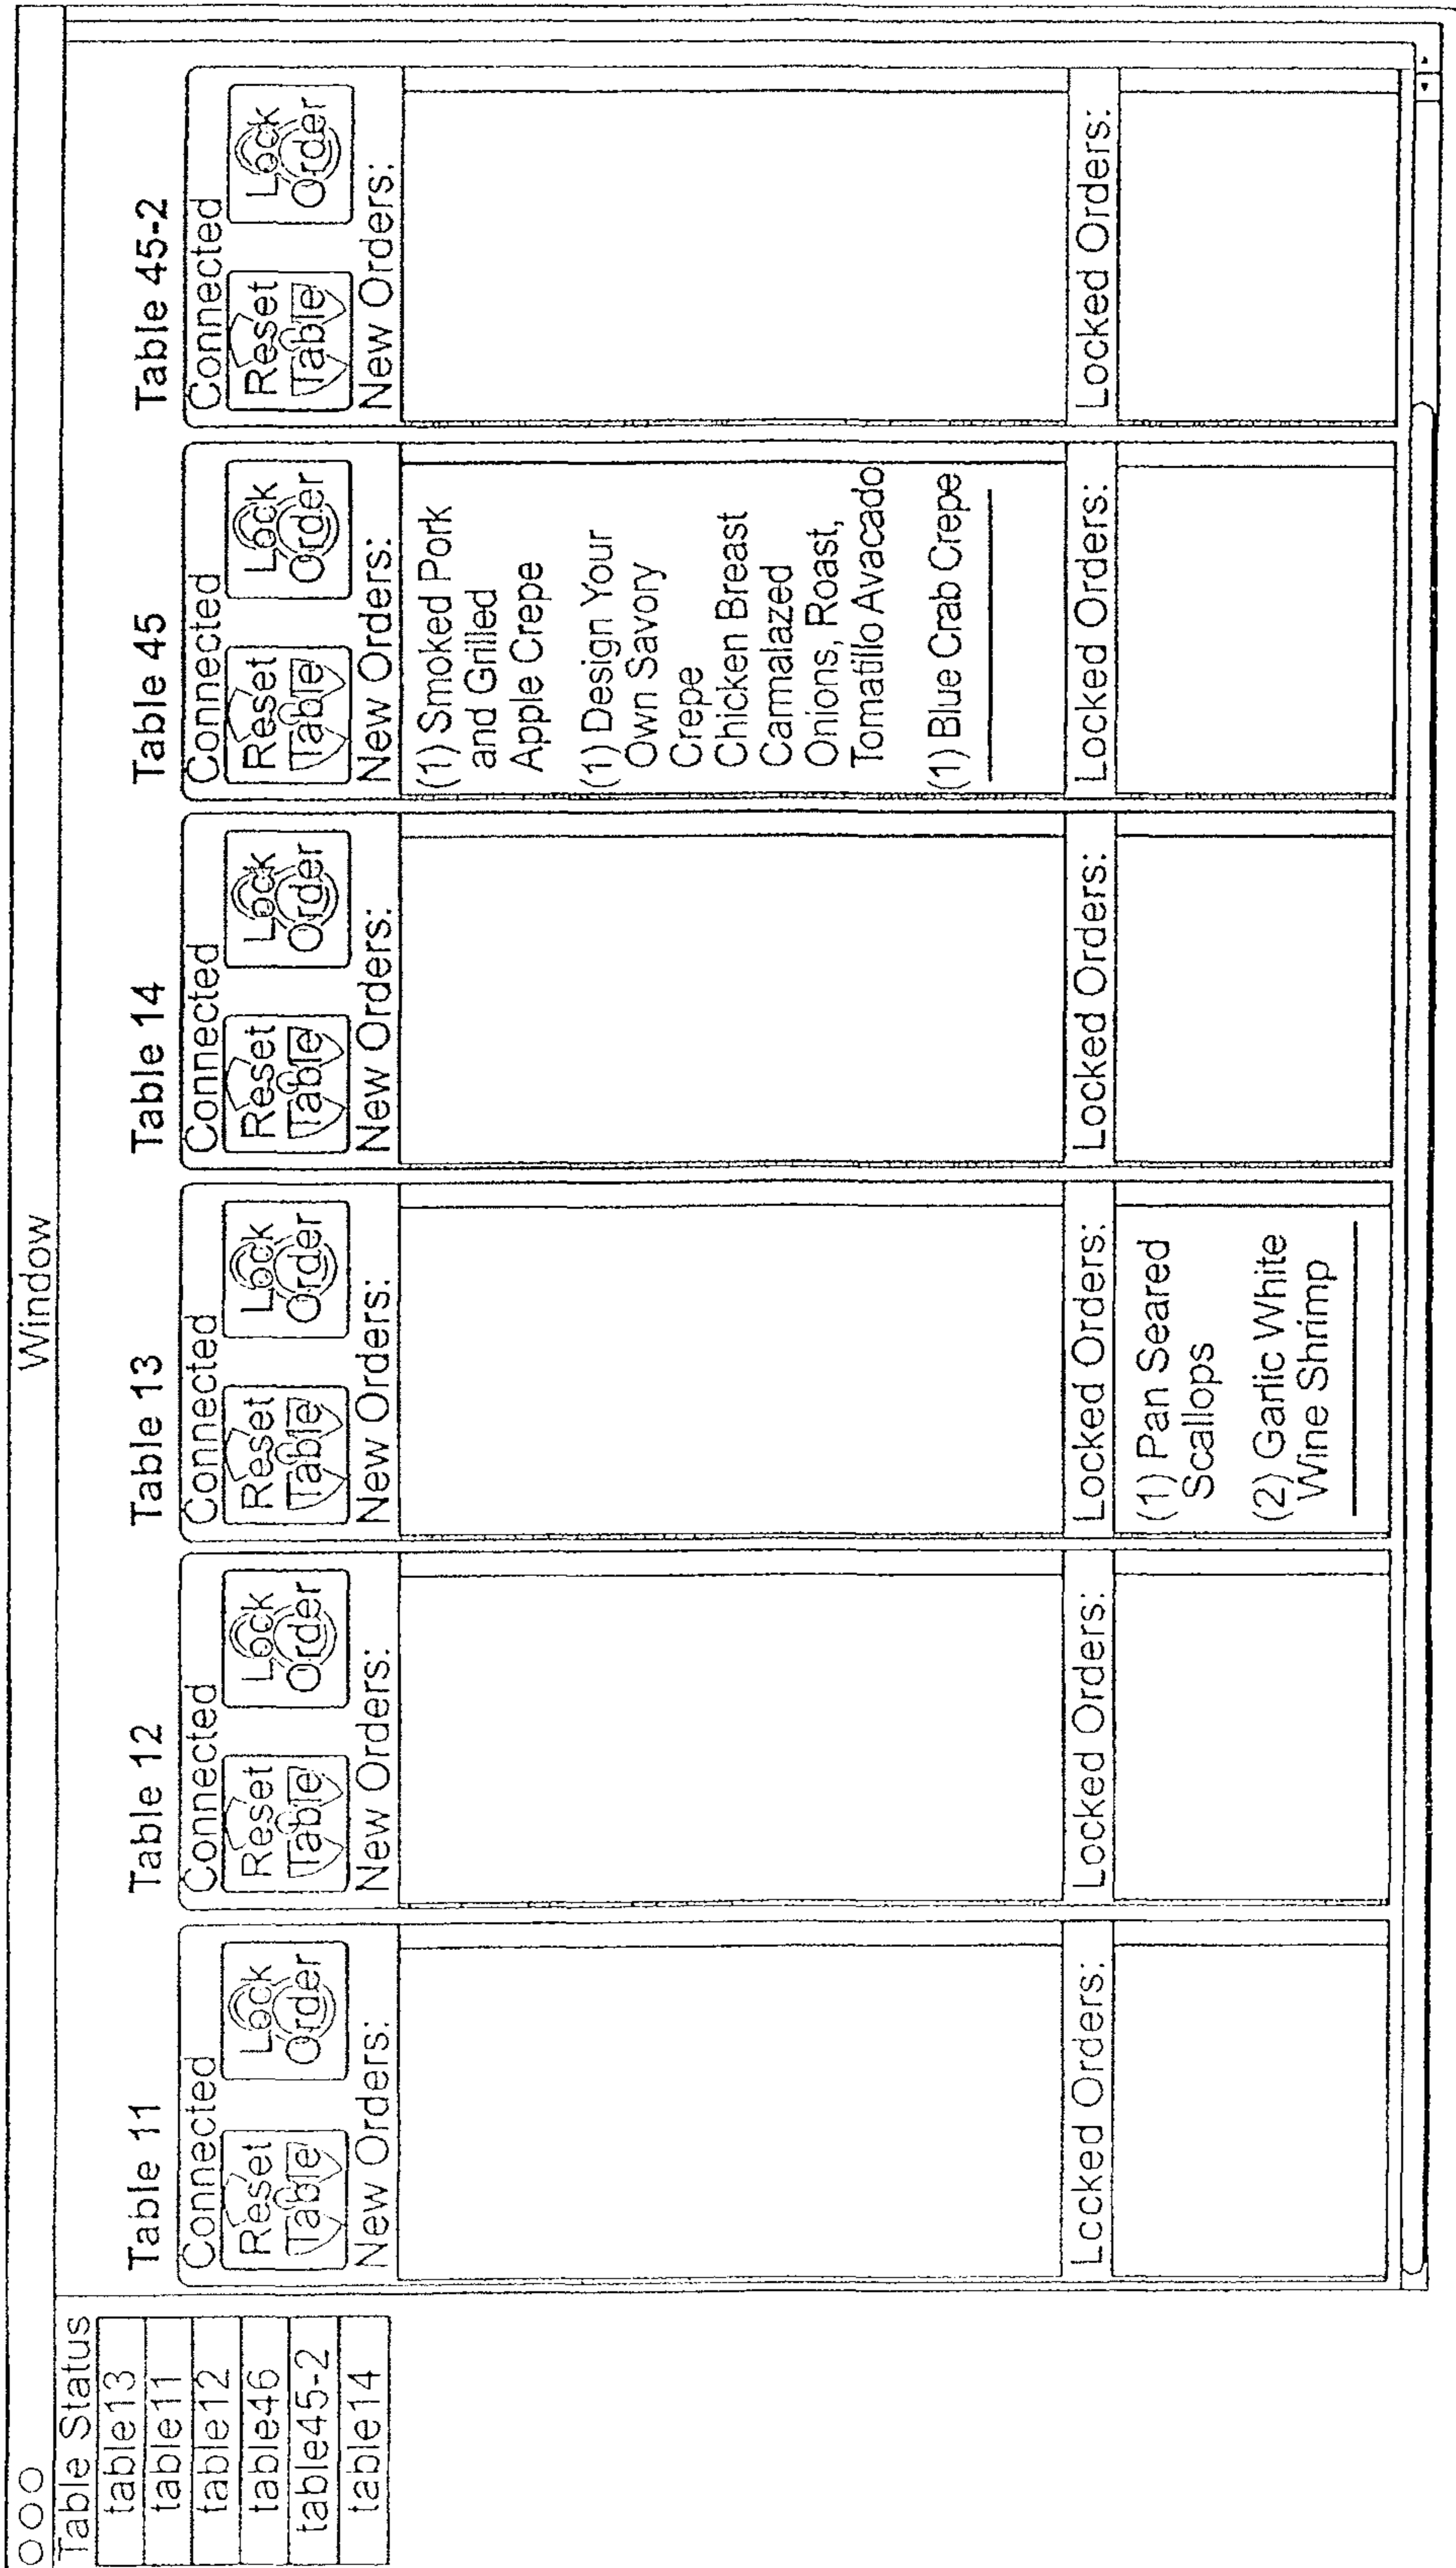 Window
Table Status
table13
table11
table12
table46
table45-2
table14
Table 11
Connected
Reset Table
Lock Order
New Orders:
Locked Orders:
Table 12
Connected
Reset Table
Lock Order
New Orders:
Locked Orders:
Table 13
Connected
Reset Table
Lock Order
New Orders:
Locked Orders:
(1) Pan Seared
Scallops
(2) Garlic White
Wine Shrimp
Table 14
Connected
Reset Table
Lock Order
New Orders:
Locked Orders:
Table 45
Connected
Reset Table
Lock Order
New Orders:
(1) Smoked Pork
and Grilled
Apple Crepe
(1) Design Your
Own Savory
Crepe
Chicken Breast
Carmalazed
Onions, Roast,
Tomatillo Avacado
(1) Blue Crab Crepe
Locked Orders:
Table 45-2
Connected
Reset Table
Lock Order
New Orders:
Locked Orders: